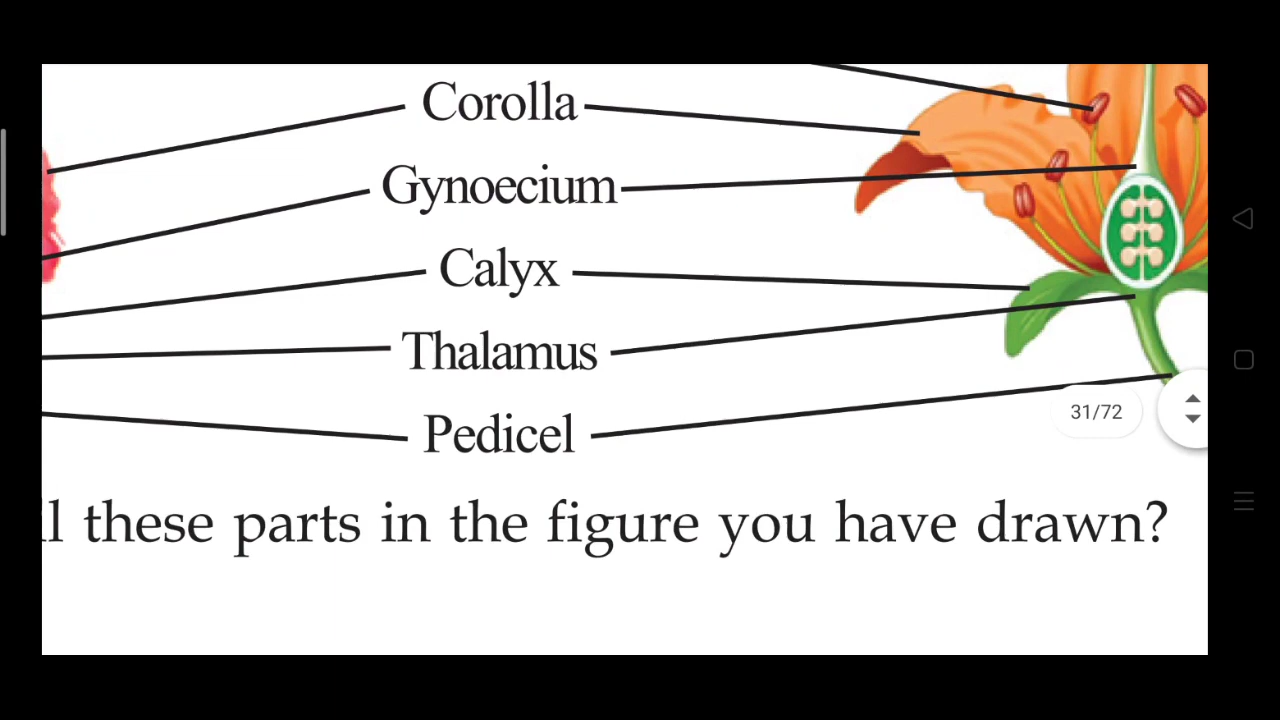 Corolla
Gynoecium
Calyx
Thalamus
Pedicel
31/72
these parts in the figure you have drawn?